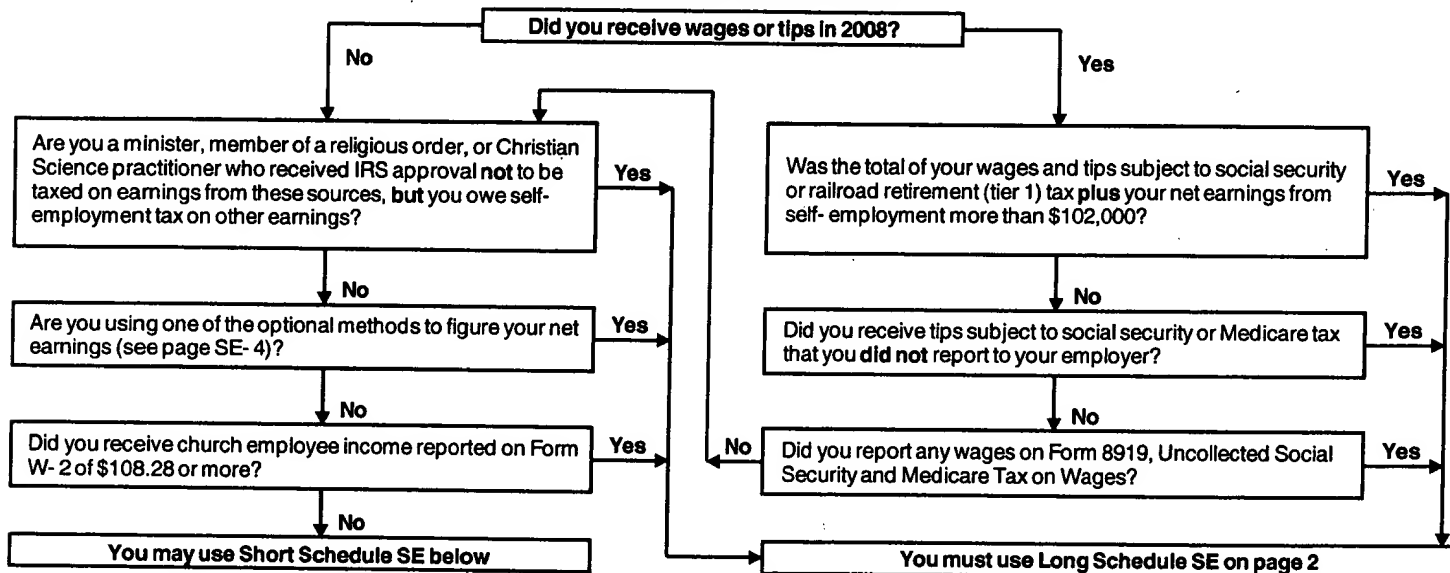 Did you receive wages or tips in 2008?
No
Yes
Are you a minister, member of a religious order, or Christian
Science practitioner who received IRS approval not to be
taxed on earnings from these sources, but you owe self-
employment tax on other earnings?
Yes
Was the total of your wages and tips subject to social security
or railroad retirement (tier 1) tax plus your net earnings from
self- employment more than $102,000?
Yes
No
No
Are you using one of the optional methods to figure your net
earnings (see page SE- 4)?
Yes
Did you receive tips subject to social security or Medicare tax
that you did not report to your employer?
Yes
No
No
Did you receive church employee income reported on Form
W- 2 of $108.28 or more?
Yes
No
Did you report any wages on Form 8919, Uncollected Social
Security and Medicare Tax on Wages?
Yes
No
You may use Short Schedule SE below
You must use Long Schedule SE on page 2